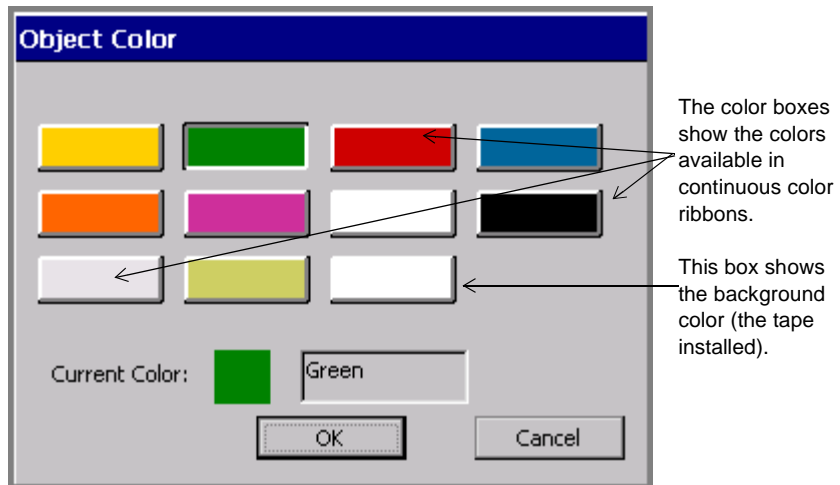 Object Color
The color boxes
show the colors
available in
continuous color
ribbons.
This box shows
the background
color (the tape
installed).
Current Color:
Green
OK
Cancel